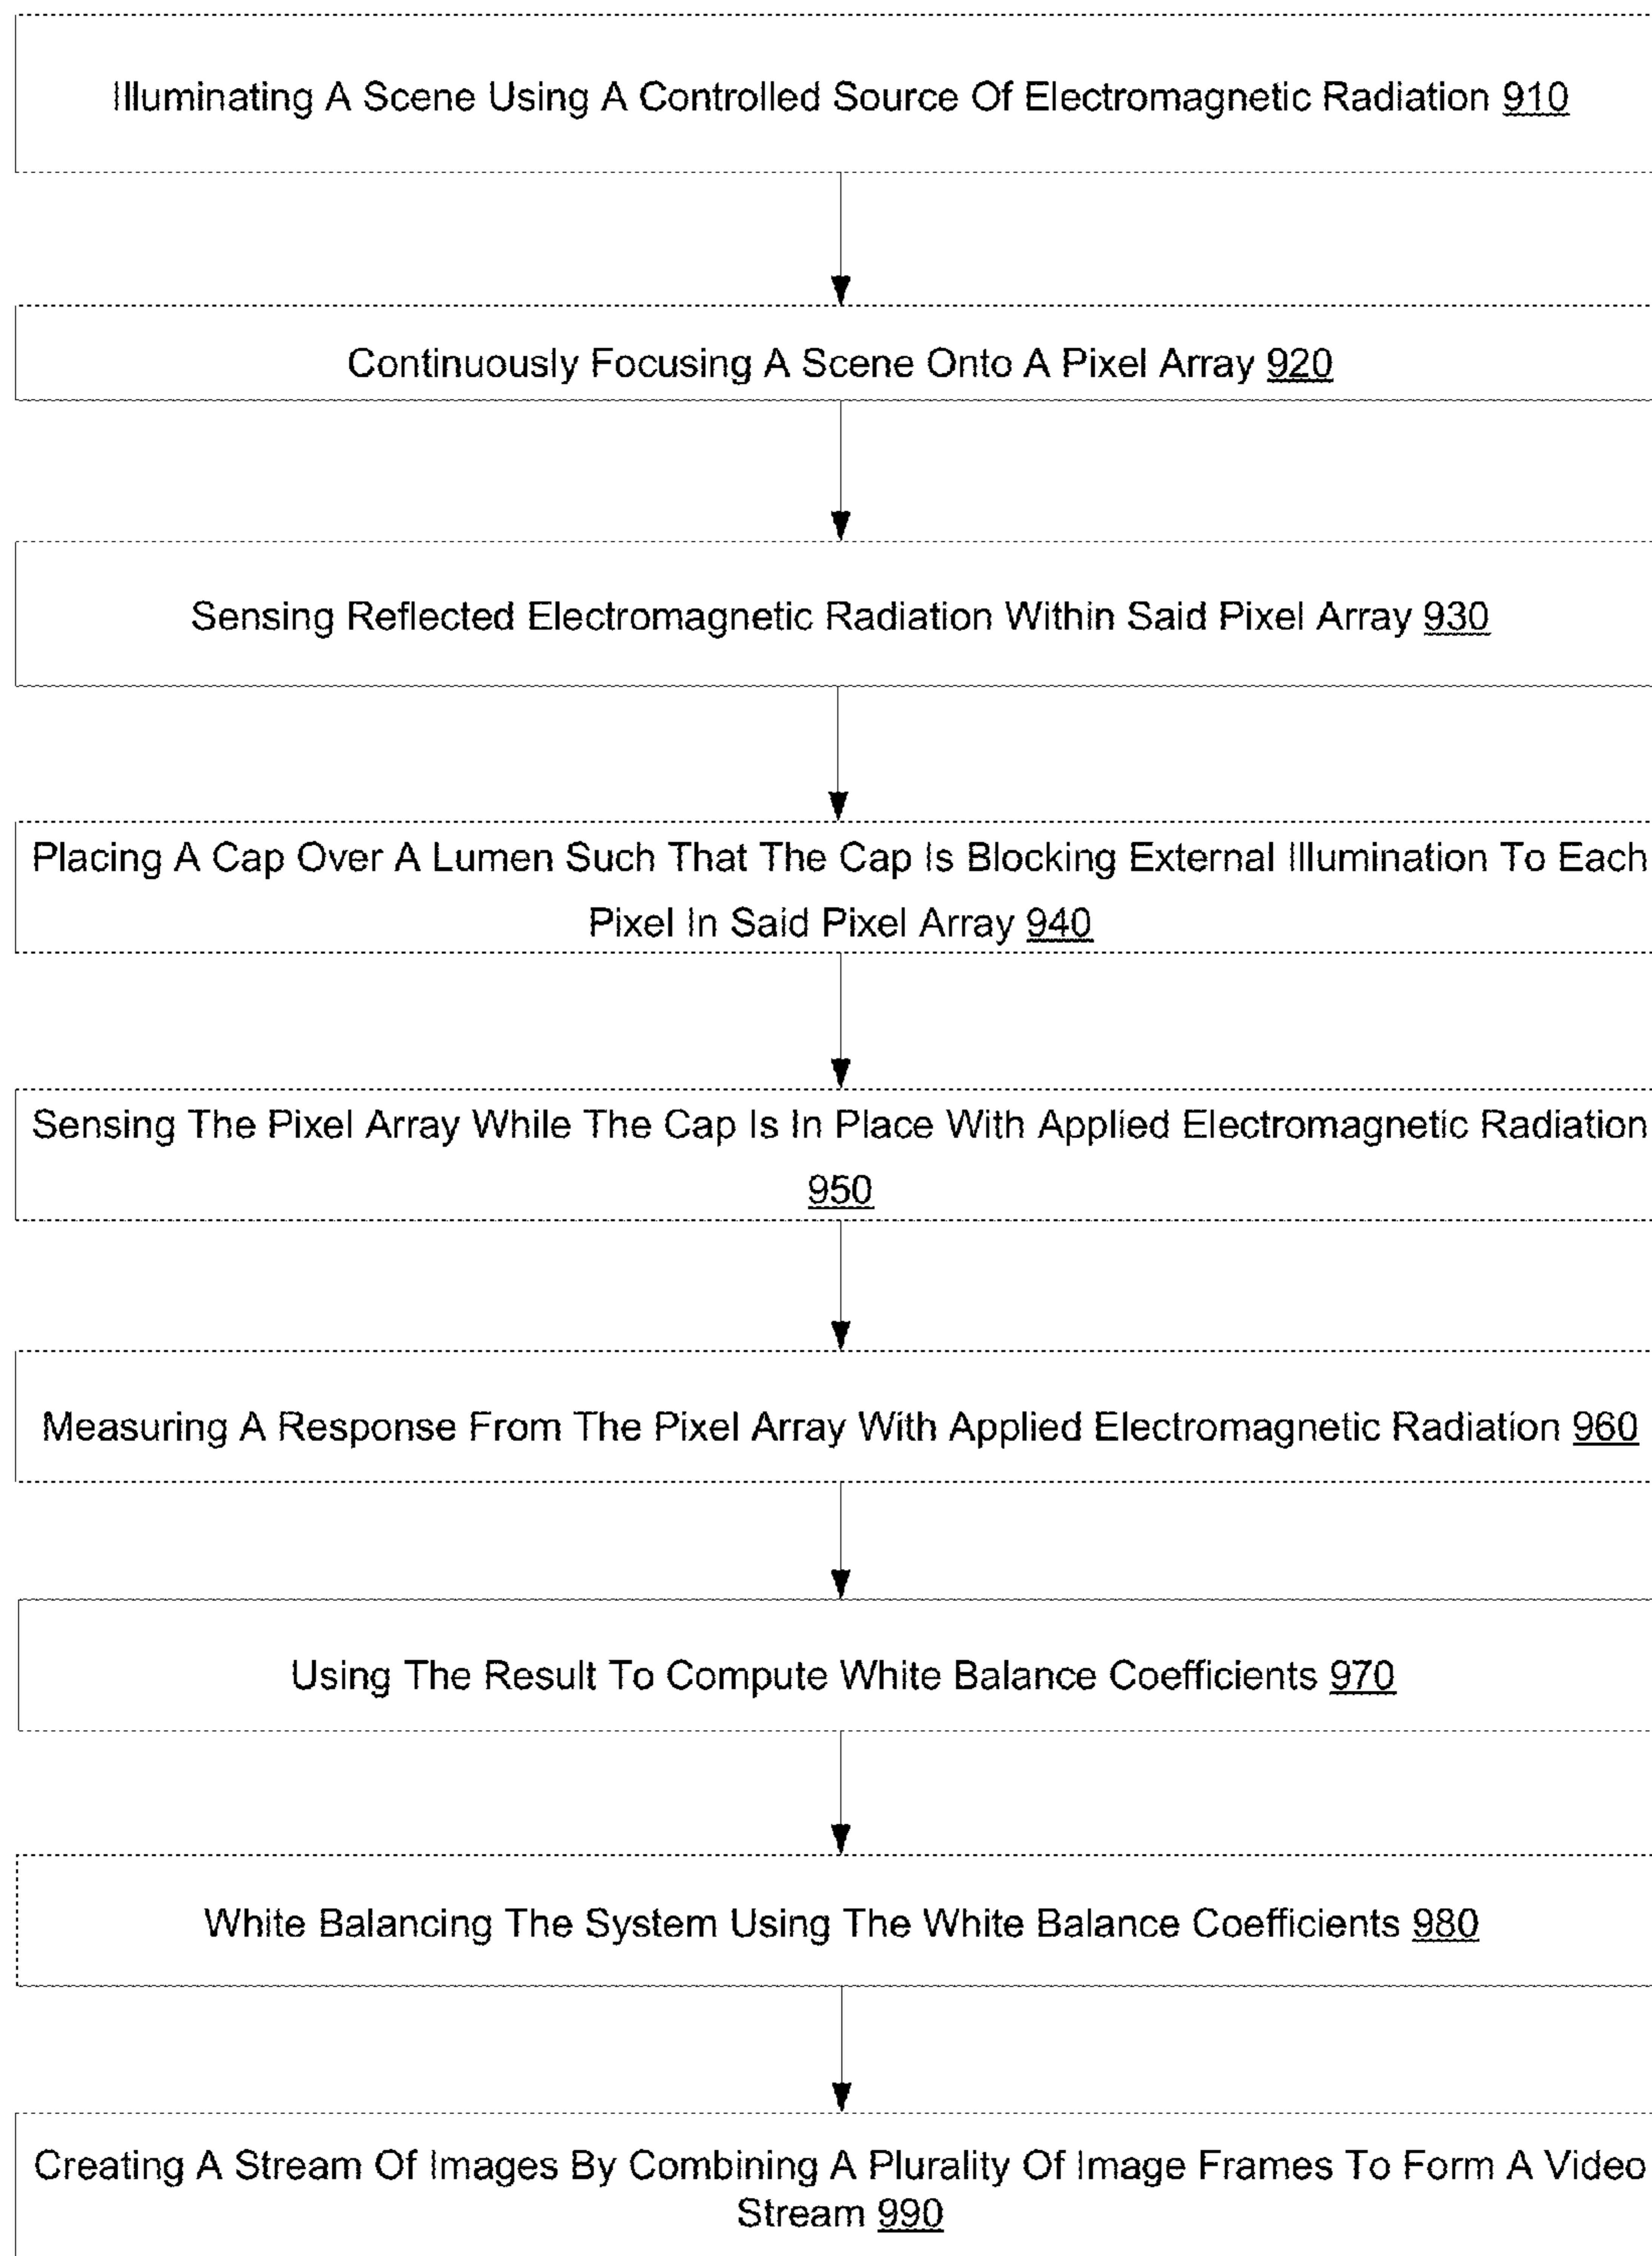 Illuminating A Scene Using A Controlled Source Of Electromagnetic Radiation 910
Continuously Focusing A Scene Onto A Pixel Array 920
Sensing Reflected Electromagnetic Radiation Within Said Pixel Array 930
Placing A Cap Over A Lumen Such That The Cap Is Blocking External Illumination To Each
Pixel In Said Pixel Array 940
Sensing The Pixel Array While The Cap Is In Place With Applied Electromagnetic Radiation
950
Measuring A Response From The Pixel Array With Applied Electromagnetic Radiation 960
Using The Result To Compute White Balance Coefficients 970
White Balancing The System Using The White Balance Coefficients 980
Creating A Stream Of Images By Combining A Plurality Of Image Frames To Form A Video
Stream 990